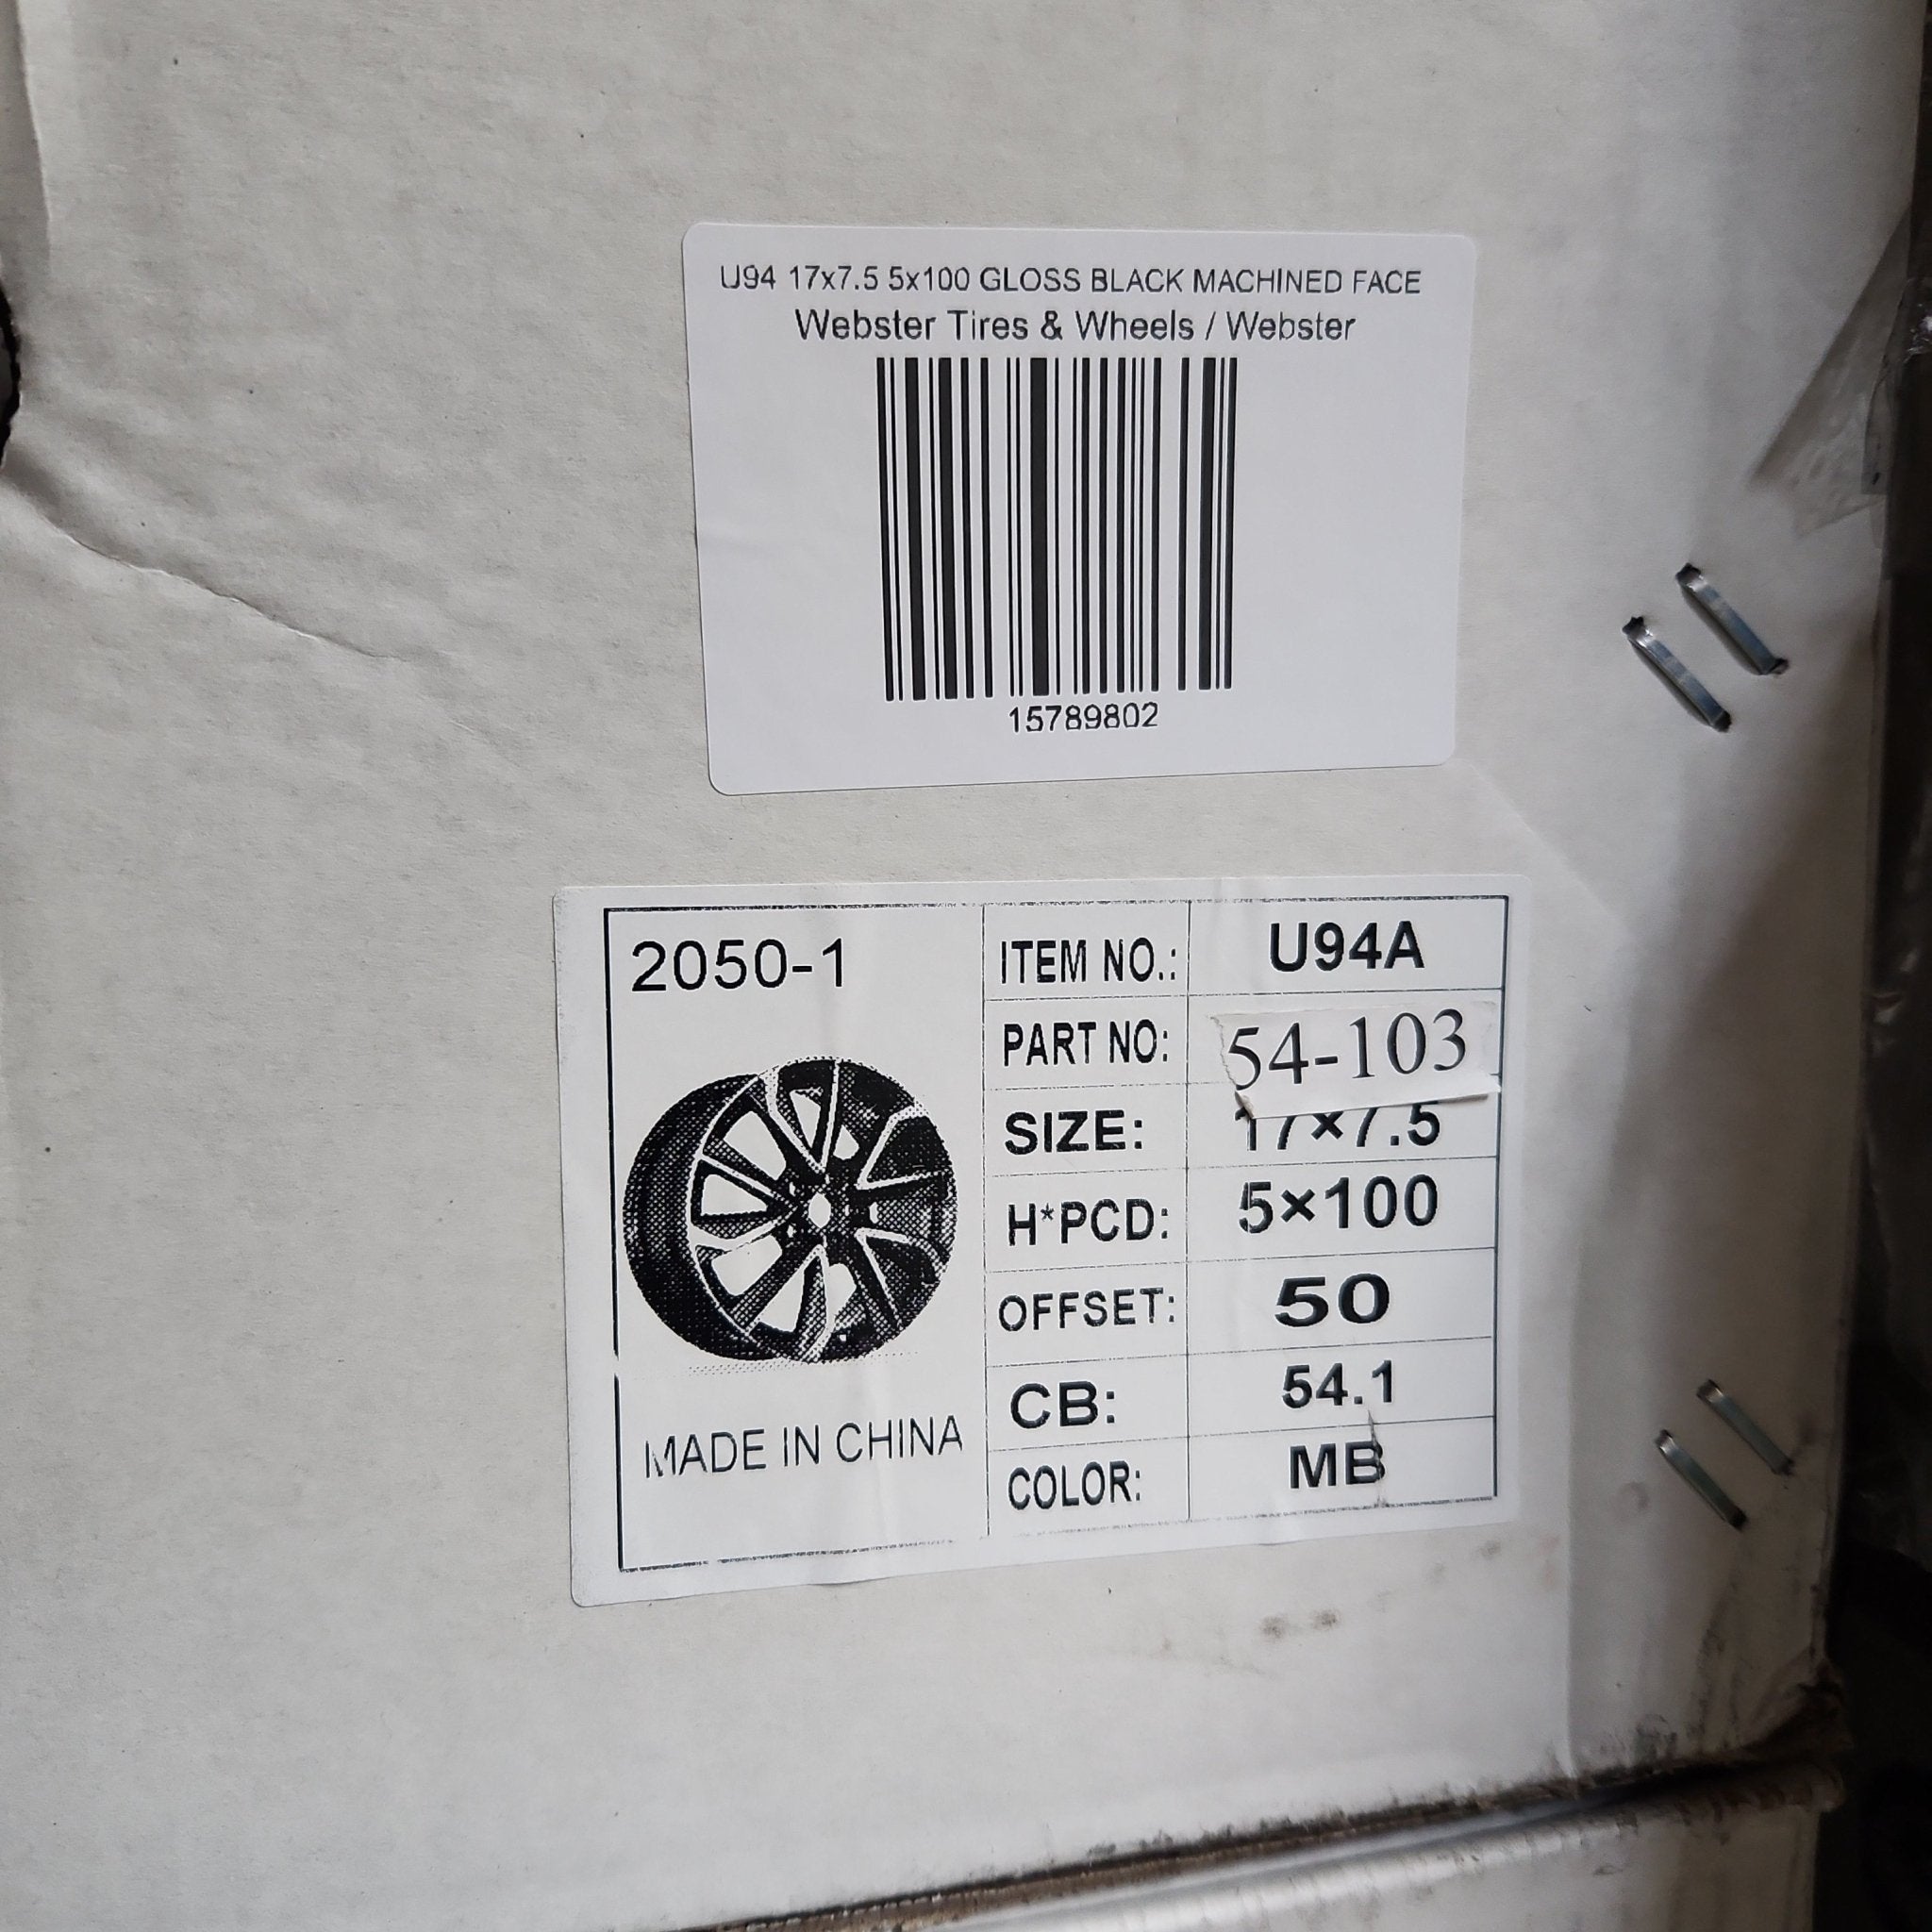 U94 17x7.5 5x100 GLOSS BLACK MACHINED FACE
Webster Tires & Wheels / Webster
15789802
2050-1
MADE IN CHINA
ITEM NO.: U94A
PART NO: 54-103
SIZE: 17×7.5
H*PCD: 5×100
OFFSET: 50
CB: 54.1
COLOR: MB